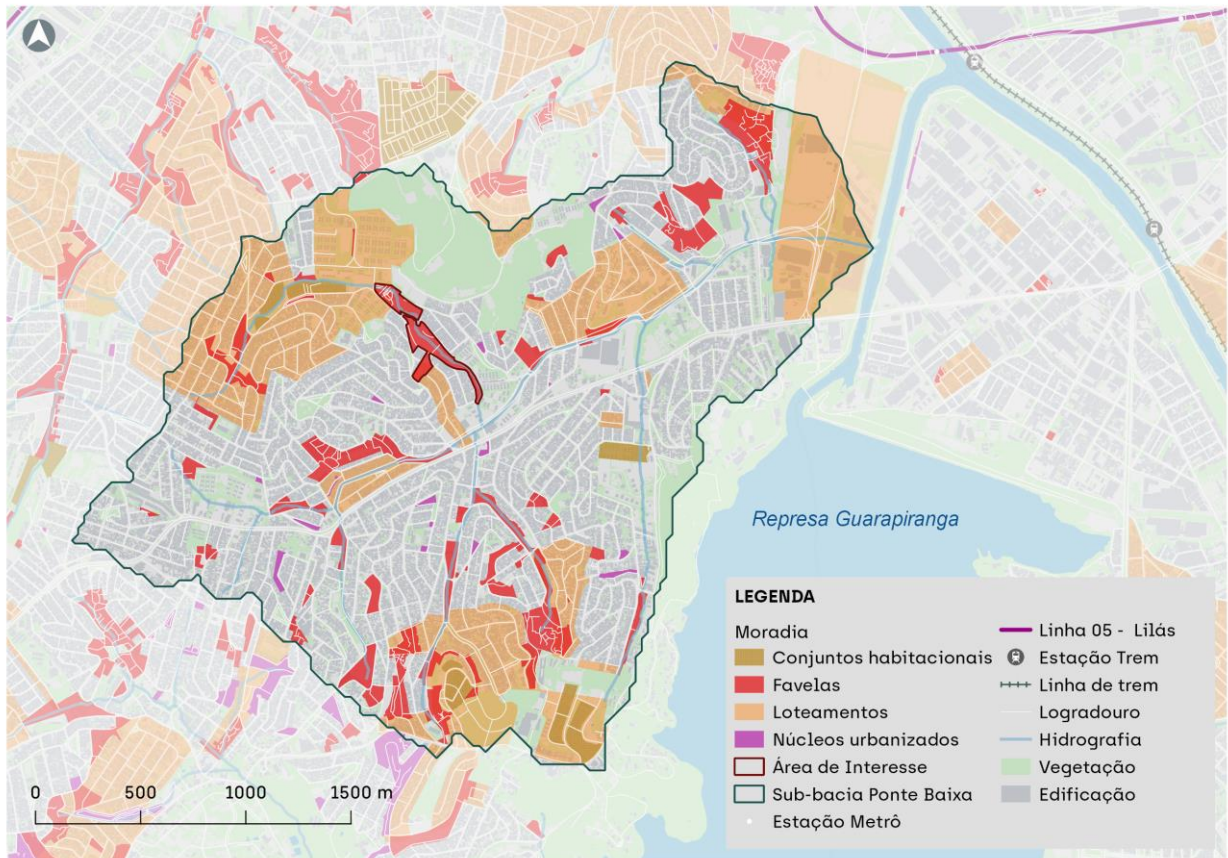 Represa Guarapiranga
LEGENDA
Moradia
Conjuntos habitacionais
Favelas
Loteamentos
Núcleos urbanizados
Área de Interesse
Sub-bacia Ponte Baixa
Estação Metrô
Linha 05 - Lilás
Estação Trem
Linha de trem
Logradouro
Hidrografia
Vegetação
Edificação
0 500 1000 1500 m